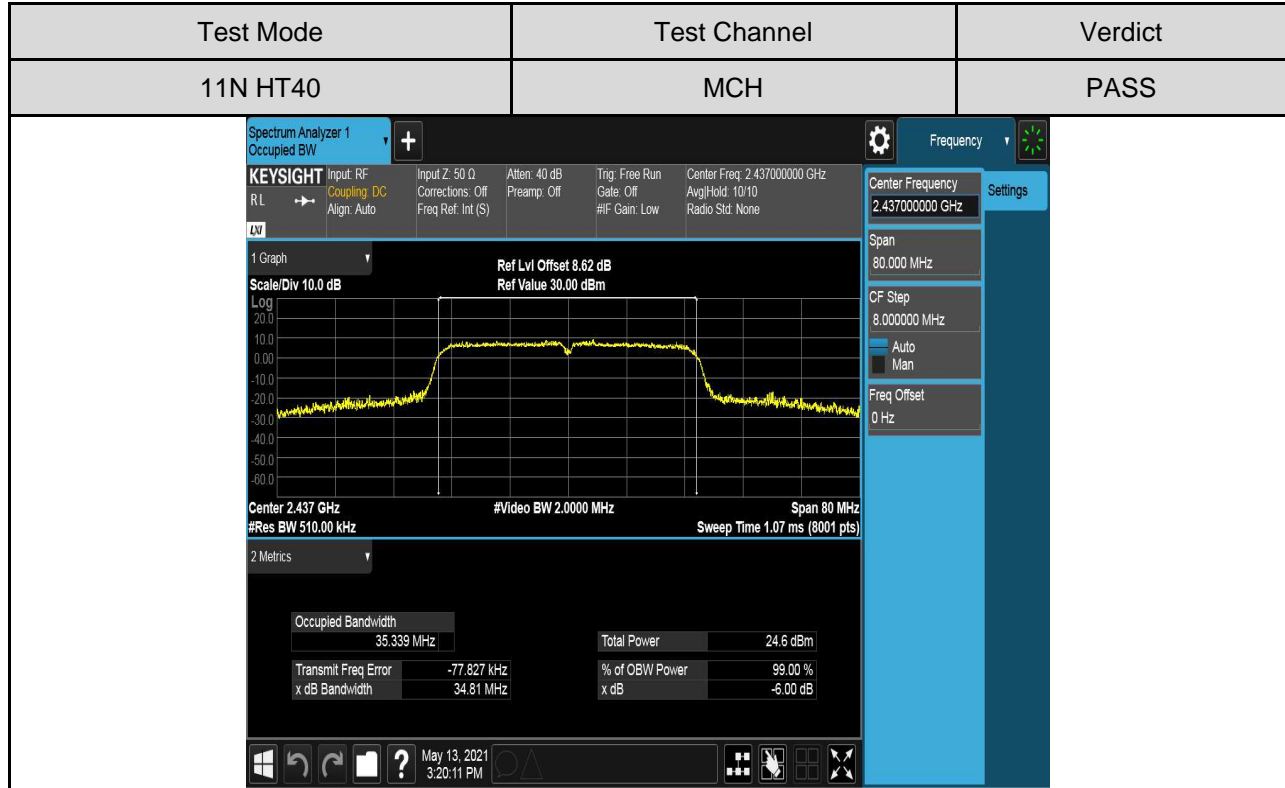 Test Mode Test Channel Verdict
11N HT40 MCH PASS
Spectrum Analyzer 1
Occupied BW
+
Frequency
KEYSIGHT Input: RF Input Z: 50 Ω Atten: 40 dB Trig: Free Run Center Freq: 2.437000000 GHz
RL Coupling: DC Corrections: Off Preamp: Off Gate: Off Avg|Hold: 10/10
Align: Auto Freq Ref: Int (S) #IF Gain: Low Radio Std: None
LXI
Center Frequency
2.437000000 GHz
Settings
Span
80.000 MHz
CF Step
8.000000 MHz
Auto
Man
Freq Offset
0 Hz
1 Graph
Ref Lvl Offset 8.62 dB
Scale/Div 10.0 dB Ref Value 30.00 dBm
Log
20.0
10.0
0.00
-10.0
-20.0
-30.0
-40.0
-50.0
-60.0
Center 2.437 GHz #Video BW 2.0000 MHz Span 80 MHz
#Res BW 510.00 kHz Sweep Time 1.07 ms (8001 pts)
2 Metrics
Occupied Bandwidth
35.339 MHz Total Power 24.6 dBm
Transmit Freq Error -77.827 kHz % of OBW Power 99.00 %
x dB Bandwidth 34.81 MHz x dB -6.00 dB
? May 13, 2021
3:20:11 PM